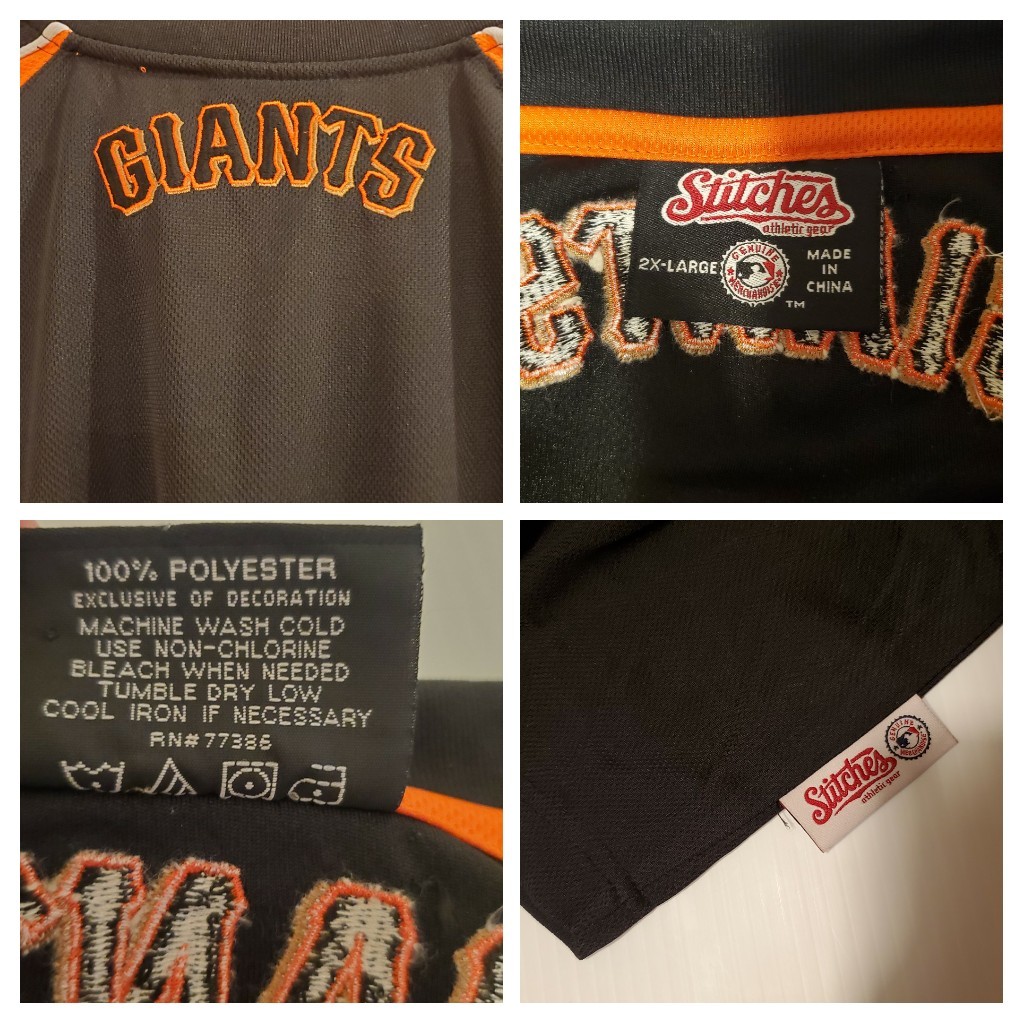 GIANTS
Stitches
athletic gear
2X-LARGE
GENUINE
MERCHANDISE
MADE
IN
CHINA
TM
100% POLYESTER
EXCLUSIVE OF DECORATION
MACHINE WASH COLD
USE NON-CHLORINE
BLEACH WHEN NEEDED
TUMBLE DRY LOW
COOL IRON IF NECESSARY
RN#77386
GENUINE
MERCHANDISE
Stitches
athletic gear